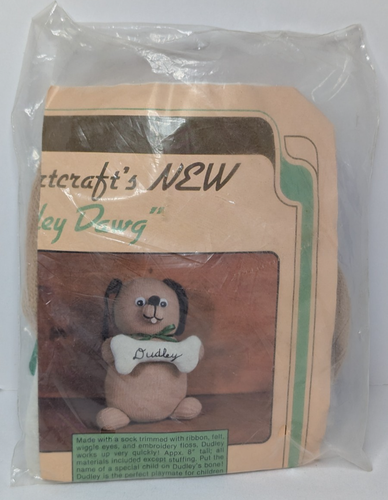 rtcraft's NEW
ley Dawg"
Dudley
Made with a sock trimmed with ribbon, felt,
wiggle eyes, and embroidery floss, Dudley
works up very quickly! Appx. 8" tall; all
materials included except stuffing. Put the
name of a special child on Dudley's bone!
Dudley is the perfect playmate for children